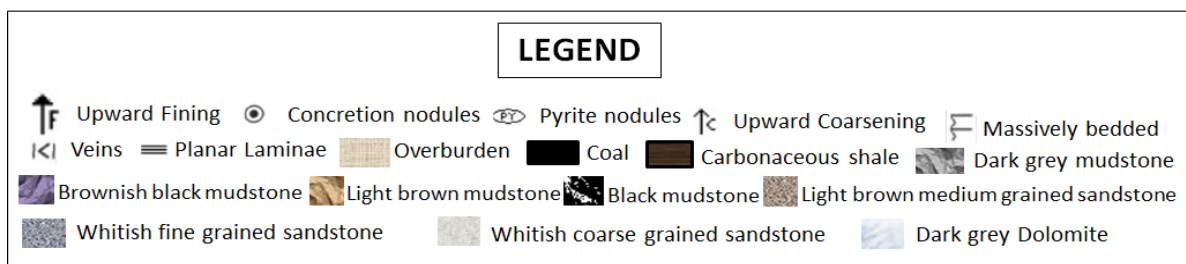 LEGEND
F Upward Fining Concretion nodules PY Pyrite nodules c Upward Coarsening Massively bedded
Veins Planar Laminae Overburden Coal Carbonaceous shale Dark grey mudstone
Brownish black mudstone Light brown mudstone Black mudstone Light brown medium grained sandstone
Whitish fine grained sandstone Whitish coarse grained sandstone Dark grey Dolomite